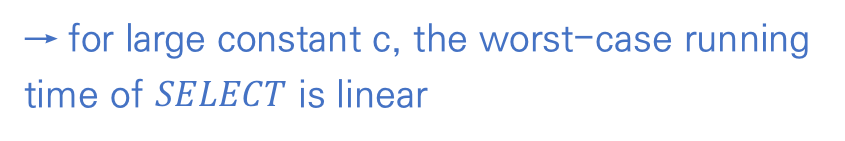 → for large constant c, the worst-case running
time of SELECT is linear